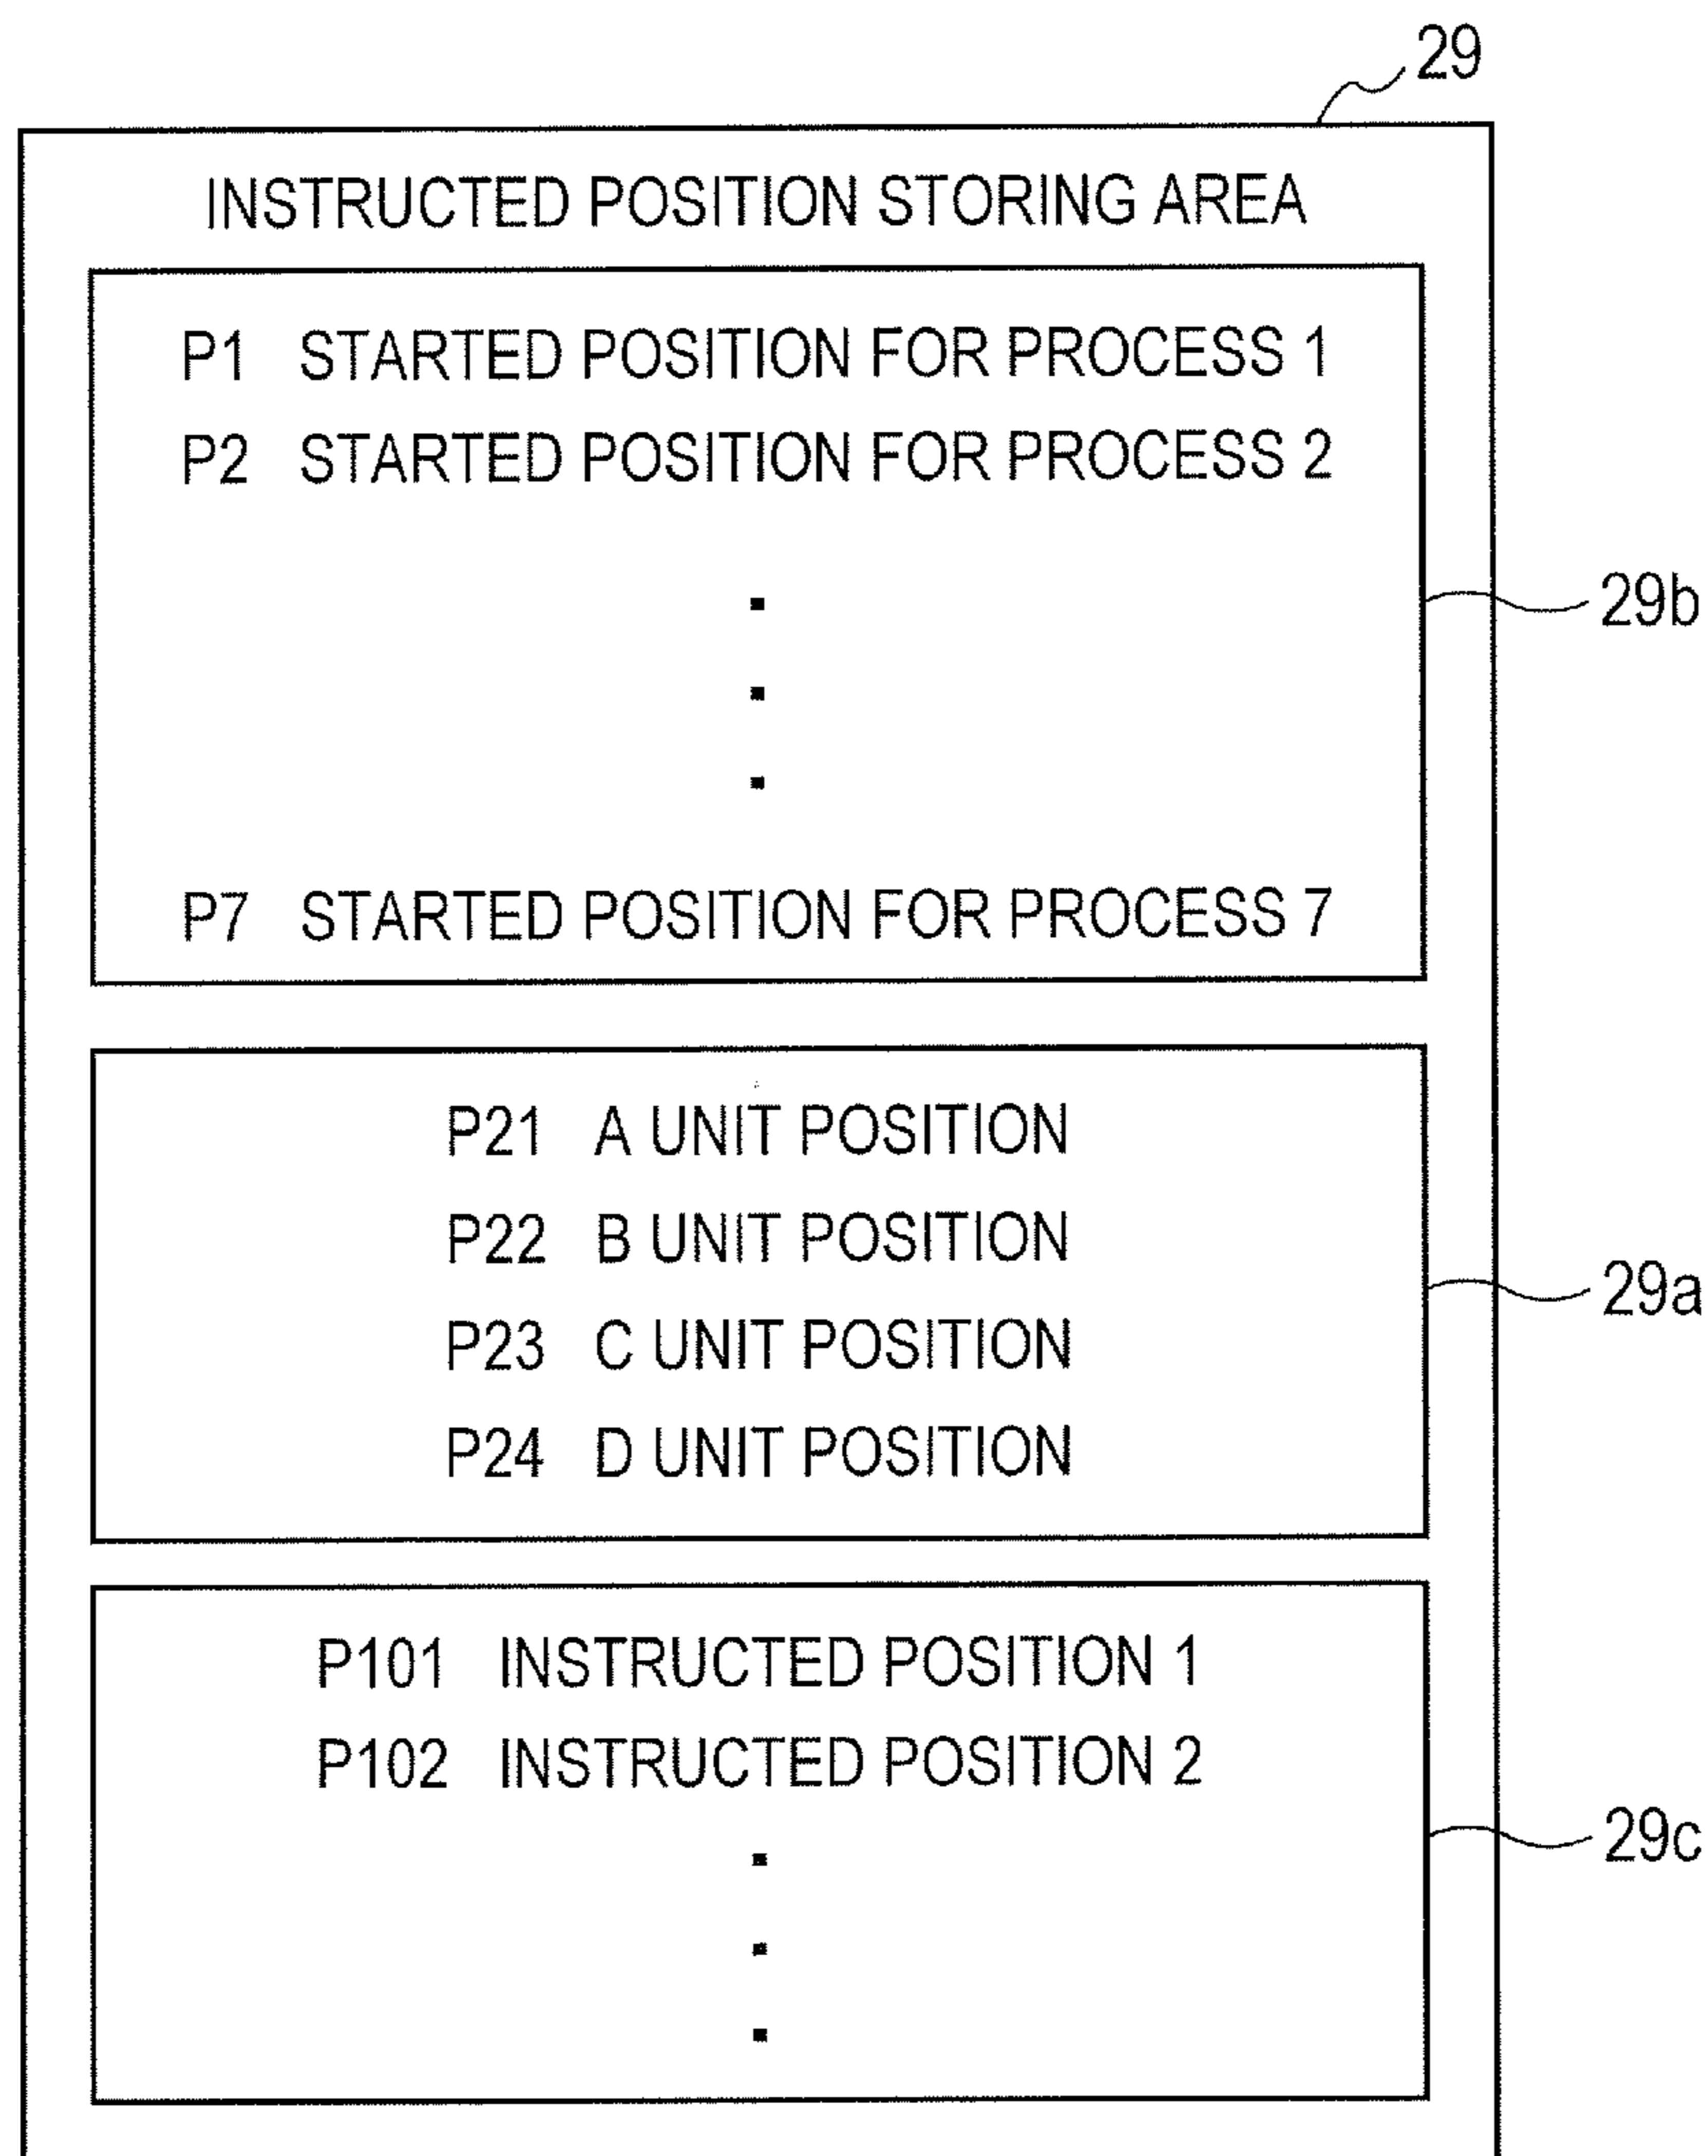 29
INSTRUCTED POSITION STORING AREA
P1 STARTED POSITION FOR PROCESS 1
P2 STARTED POSITION FOR PROCESS 2
29b
P7 STARTED POSITION FOR PROCESS 7
P21 A UNIT POSITION
P22 B UNIT POSITION
29a
P23 C UNIT POSITION
P24 D UNIT POSITION
P101 INSTRUCTED POSITION 1
P102 INSTRUCTED POSITION 2
29c